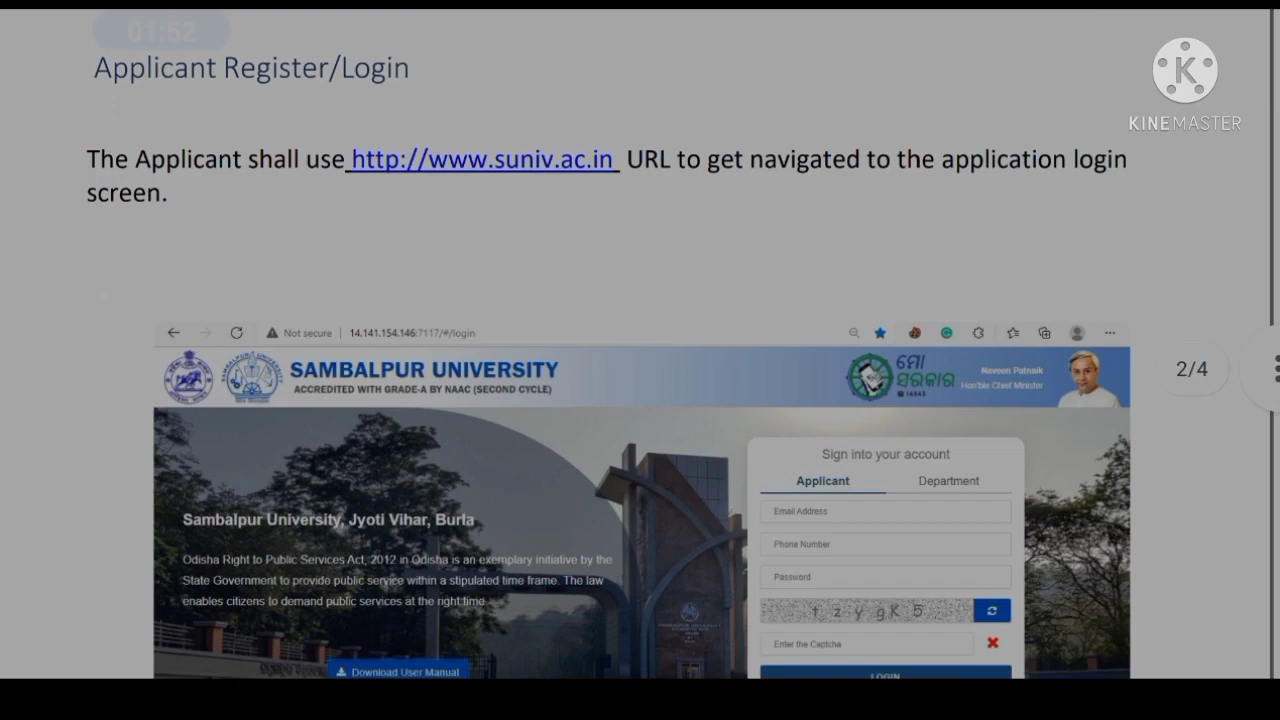 01:52
Applicant Register/Login
K
KINEMASTER
The Applicant shall use http://www.suniv.ac.in URL to get navigated to the application login
screen.
Not secure | 14.141.154.146:7117/#/login
SAMBALPUR UNIVERSITY
ACCREDITED WITH GRADE-A BY NAAC (SECOND CYCLE)
ମୋ
ସରକାର
14545
Naveen Patnaik
Hon'ble Chief Minister
2/4
Sign into your account
Applicant Department
Email Address
Phone Number
Password
t z y g K 5
Enter the Captcha
LOGIN
Sambalpur University, Jyoti Vihar, Burla
Odisha Right to Public Services Act, 2012 in Odisha is an exemplary initiative by the
State Government to provide public service within a stipulated time frame. The law
enables citizens to demand public services at the right time
Download User Manual